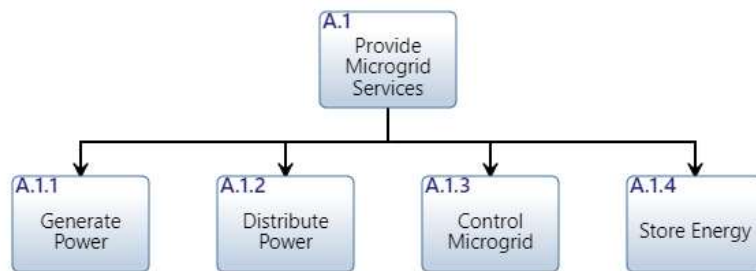 A.1
Provide
Microgrid
Services
A.1.1
Generate
Power
A.1.2
Distribute
Power
A.1.3
Control
Microgrid
A.1.4
Store Energy